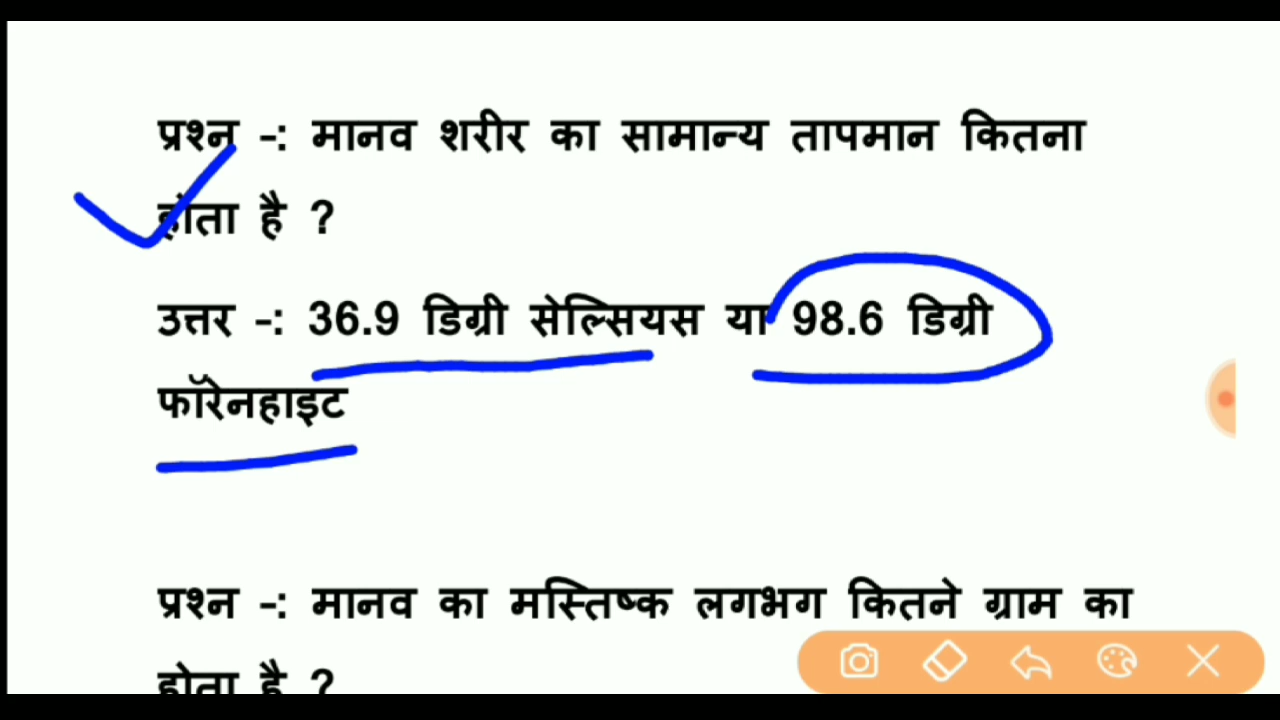 प्रश्न -: मानव शरीर का सामान्य तापमान कितना
होता है ?
उत्तर -: 36.9 डिग्री सेल्सियस या 98.6 डिग्री
फॉरेनहाइट
प्रश्न -: मानव का मस्तिष्क लगभग कितने ग्राम का
होता है ?